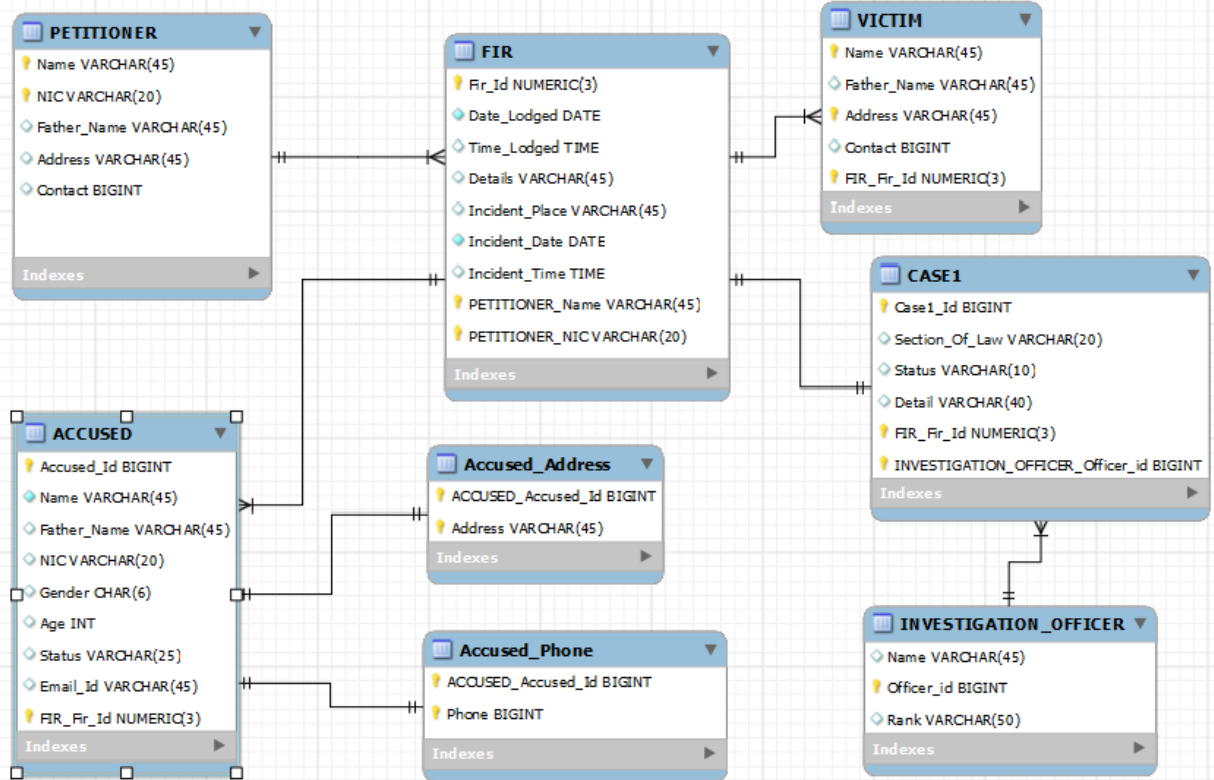 PETITIONER
Name VARCHAR(45)
NIC VARCHAR(20)
Father_Name VARCHAR(45)
Address VARCHAR(45)
Contact BIGINT
Indexes
FIR
Fir_Id NUMERIC(3)
Date_Lodged DATE
Time_Lodged TIME
Details VARCHAR(45)
Incident_Place VARCHAR(45)
Incident_Date DATE
Incident_Time TIME
PETITIONER_Name VARCHAR(45)
PETITIONER_NIC VARCHAR(20)
Indexes
VICTIM
Name VARCHAR(45)
Father_Name VARCHAR(45)
Address VARCHAR(45)
Contact BIGINT
FIR_Fir_Id NUMERIC(3)
Indexes
CASE1
Case1_Id BIGINT
Section_Of_Law VARCHAR(20)
Status VARCHAR(10)
Detail VARCHAR(40)
FIR_Fir_Id NUMERIC(3)
INVESTIGATION_OFFICER_Officer_id BIGINT
Indexes
ACCUSED
Accused_Id BIGINT
Name VARCHAR(45)
Father_Name VARCHAR(45)
NIC VARCHAR(20)
Gender CHAR(6)
Age INT
Status VARCHAR(25)
Email_Id VARCHAR(45)
FIR_Fir_Id NUMERIC(3)
Indexes
Accused_Address
ACCUSED_Accused_Id BIGINT
Address VARCHAR(45)
Indexes
Accused_Phone
ACCUSED_Accused_Id BIGINT
Phone BIGINT
Indexes
INVESTIGATION_OFFICER
Name VARCHAR(45)
Officer_id BIGINT
Rank VARCHAR(50)
Indexes